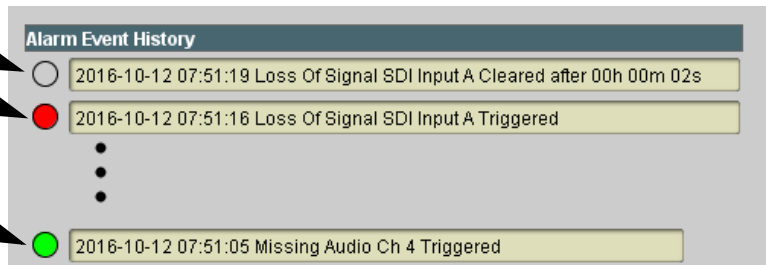 Alarm Event History
2016-10-12 07:51:19 Loss Of Signal SDI Input A Cleared after 00h 00m 02s
2016-10-12 07:51:16 Loss Of Signal SDI Input A Triggered
2016-10-12 07:51:05 Missing Audio Ch 4 Triggered